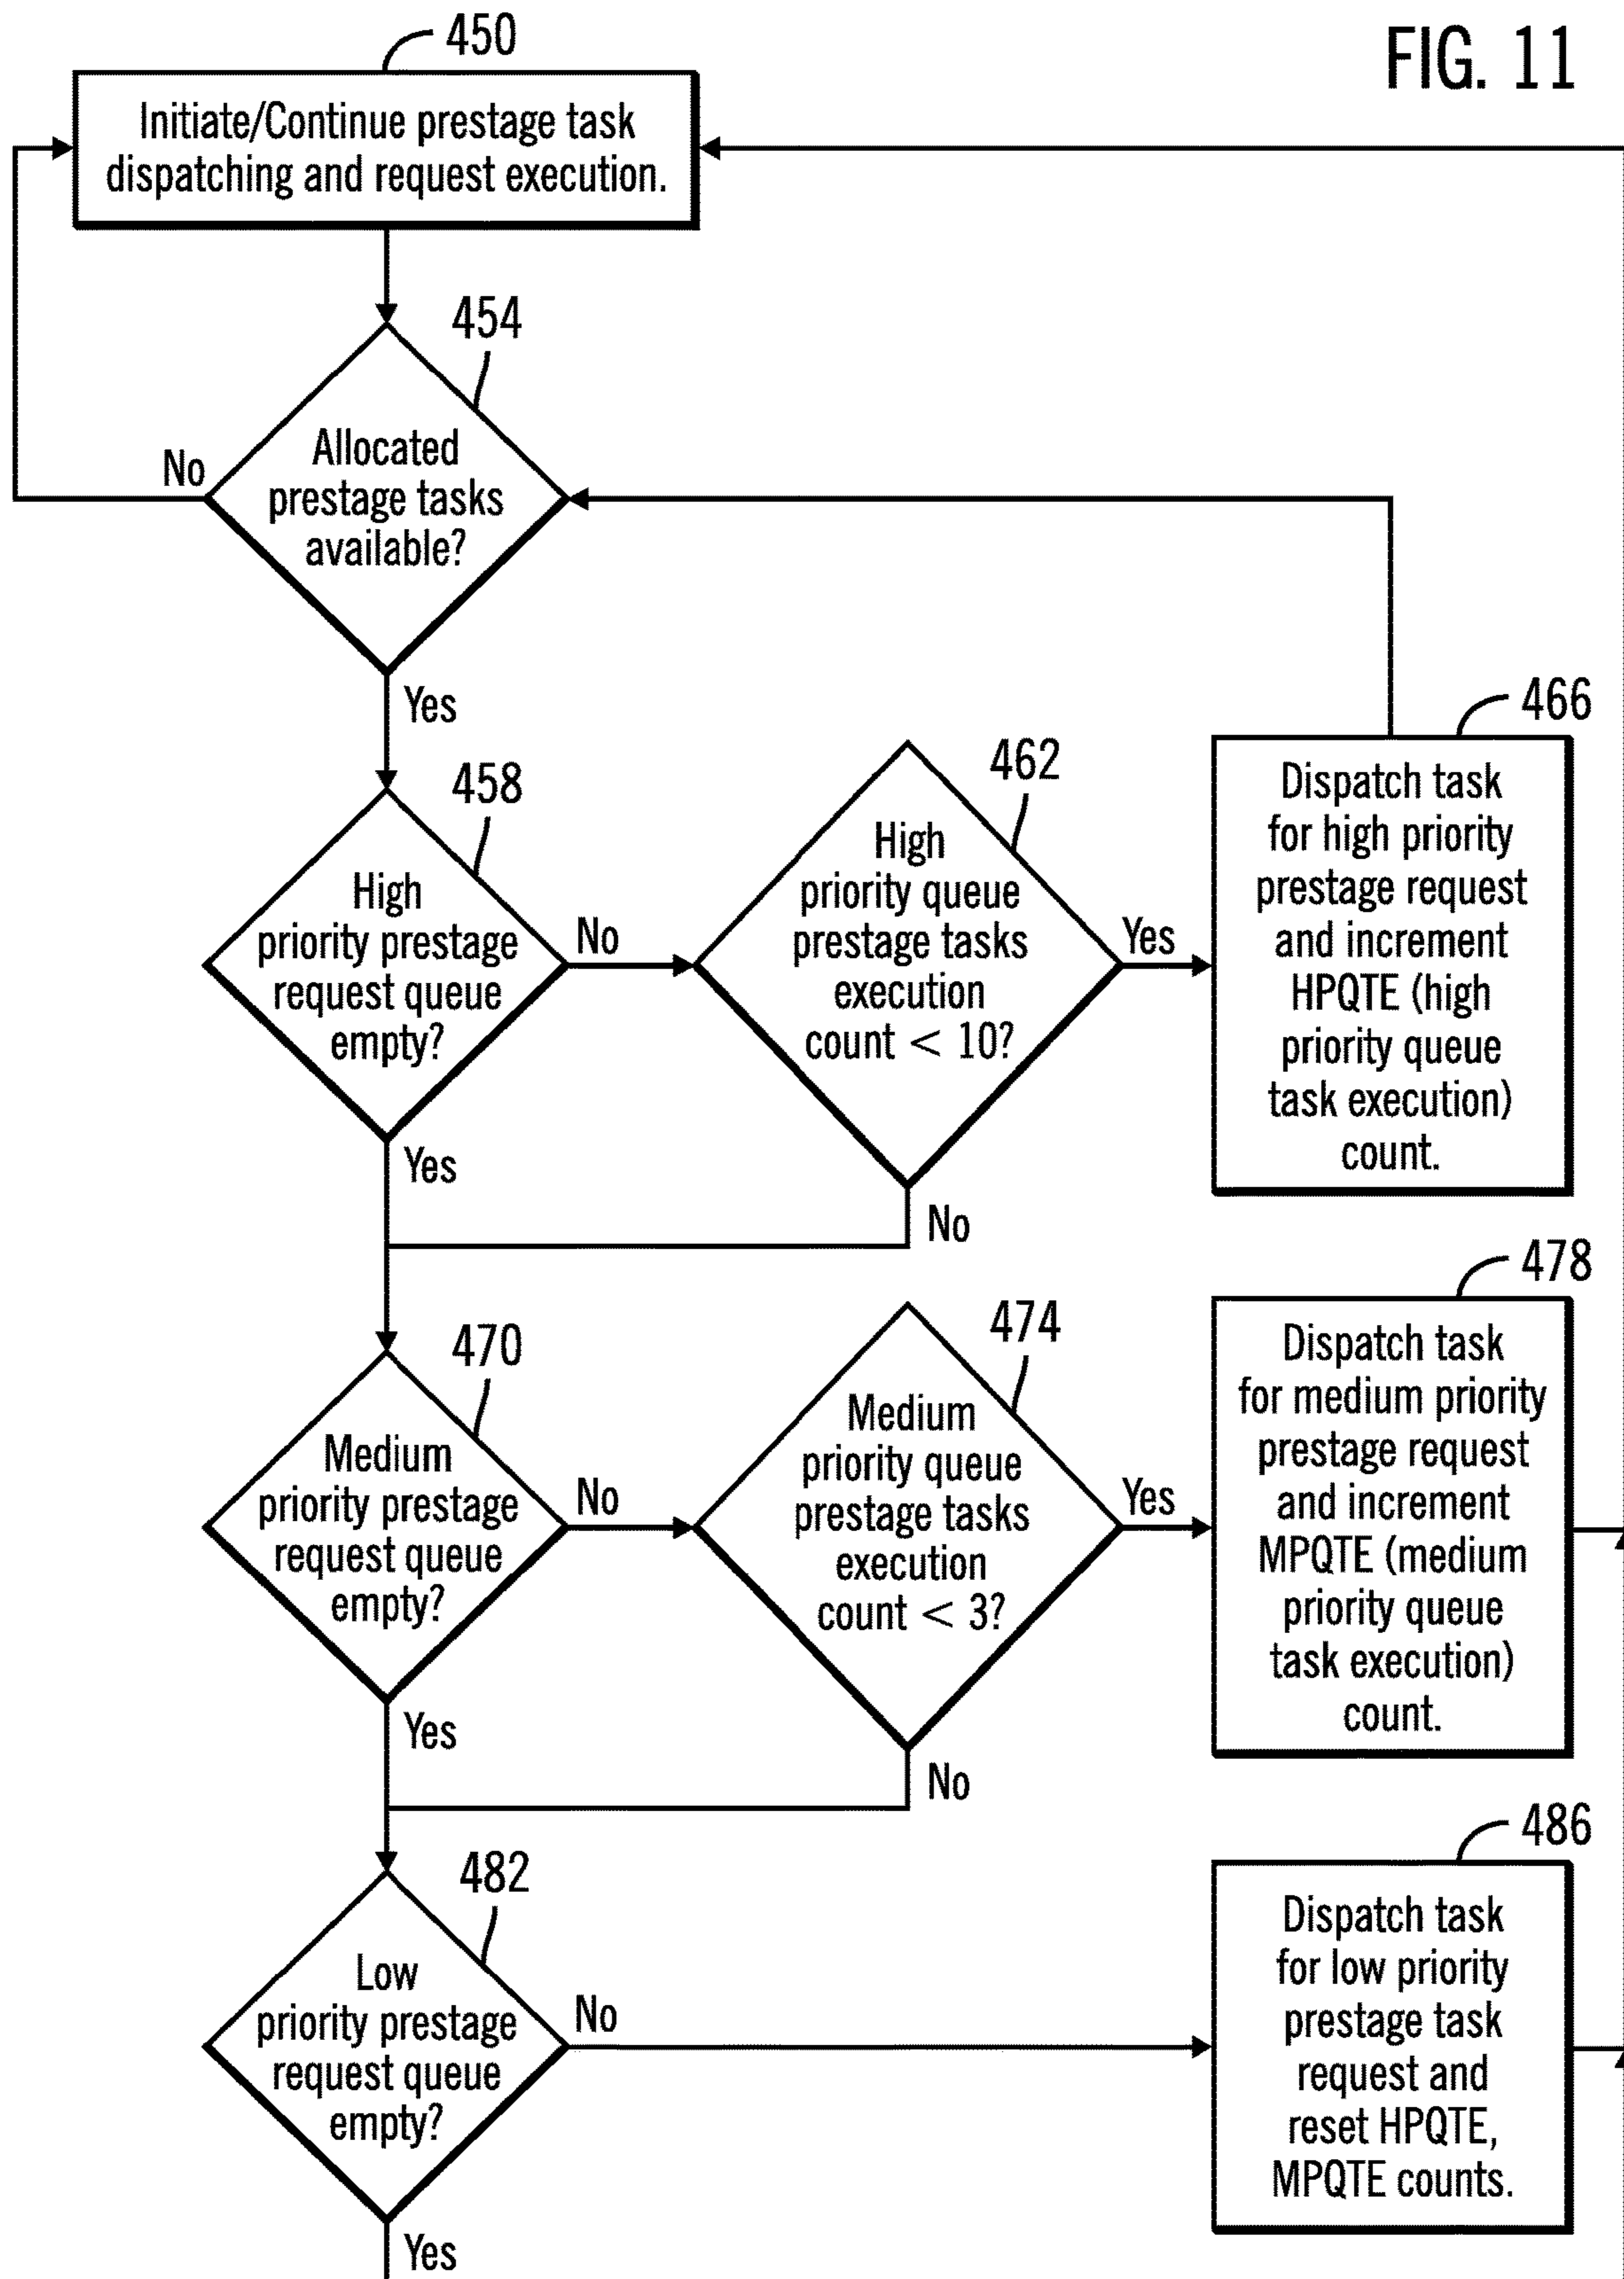 FIG. 11
450
Initiate/Continue prestage task
dispatching and request execution.
454
Allocated
prestage tasks
available?
No
Yes
458
High
priority prestage
request queue
empty?
No
Yes
462
High
priority queue
prestage tasks
execution
count < 10?
Yes
No
466
Dispatch task
for high priority
prestage request
and increment
HPQTE (high
priority queue
task execution)
count.
470
Medium
priority prestage
request queue
empty?
No
Yes
474
Medium
priority queue
prestage tasks
execution
count < 3?
Yes
No
478
Dispatch task
for medium priority
prestage request
and increment
MPQTE (medium
priority queue
task execution)
count.
482
Low
priority prestage
request queue
empty?
No
Yes
486
Dispatch task
for low priority
prestage task
request and
reset HPQTE,
MPQTE counts.